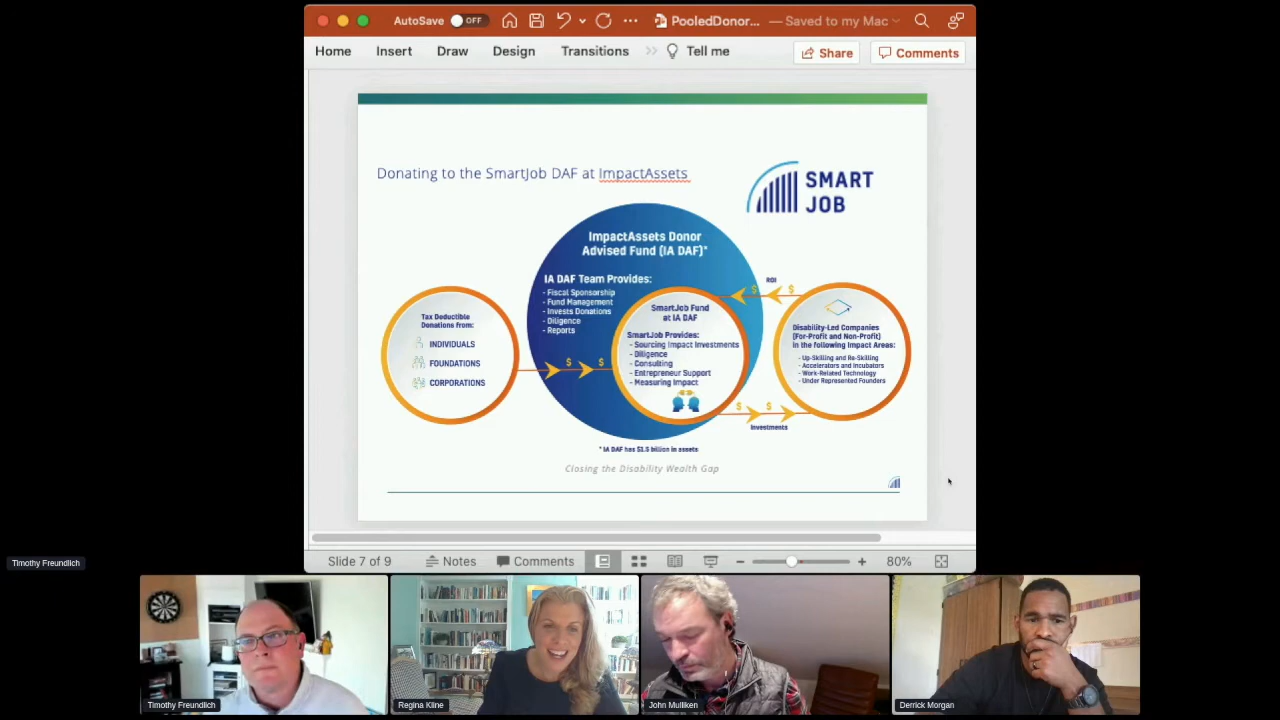 AutoSave OFF PooledDonor... — Saved to my Mac
Home Insert Draw Design Transitions Tell me Share Comments
Donating to the SmartJob DAF at ImpactAssets
SMART
JOB
ImpactAssets Donor
Advised Fund (IA DAF)*
IA DAF Team Provides:
- Fiscal Sponsorship
- Fund Management
- Invests Donations
- Diligence
- Reports
Tax Deductible
Donations from:
INDIVIDUALS
FOUNDATIONS
CORPORATIONS
$ $
SmartJob Fund
at IA DAF
SmartJob Provides:
- Sourcing Impact Investments
- Diligence
- Consulting
- Entrepreneur Support
- Measuring Impact
ROI
$ $
$ $
Investments
Disability-Led Companies
(For-Profit and Non-Profit)
in the following Impact Areas:
- Up-Skilling and Re-Skilling
- Accelerators and Incubators
- Work-Related Technology
- Under Represented Founders
* IA DAF has $1.5 billion in assets
Closing the Disability Wealth Gap
Slide 7 of 9 Notes Comments 80%
Timothy Freundlich
Timothy Freundlich
Regina Kline
John Mulliken
Derrick Morgan